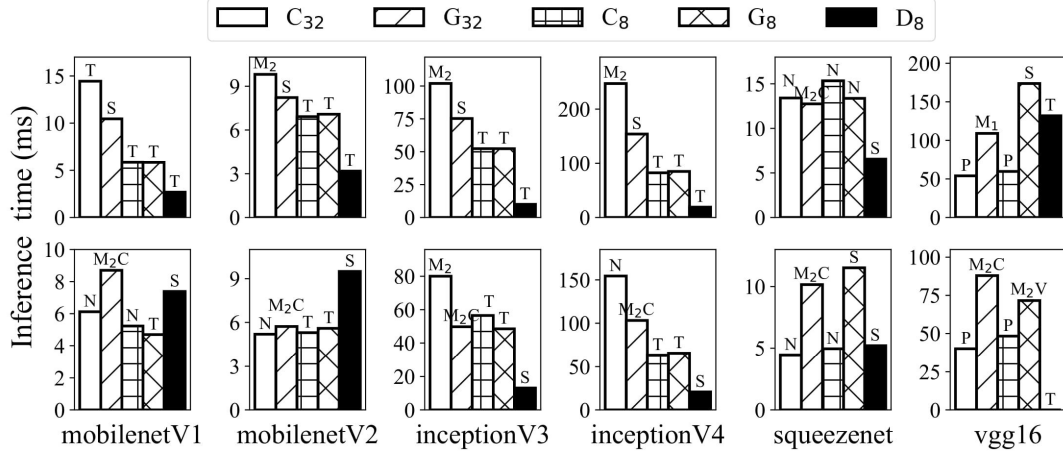 C₃₂ G₃₂ C₈ G₈ D₈
Inference time (ms)
15 10 5 0 T S T T T
9 6 3 0 M₂ S T T T
100 75 50 25 0 M₂ S T T T
200 100 0 M₂ S T T T
15 10 5 0 N M₂C N N S
200 150 100 50 0 P M₁ P S T
10 8 6 4 2 0 N M₂C N T S
9 6 3 0 N M₂C T T S
80 60 40 20 0 M₂ M₂C T T S
150 100 50 0 N M₂C T T S
10 5 0 N M₂C N S S
100 75 50 25 0 P M₂C P M₂V T
mobilenetV1 mobilenetV2 inceptionV3 inceptionV4 squeezenet vgg16